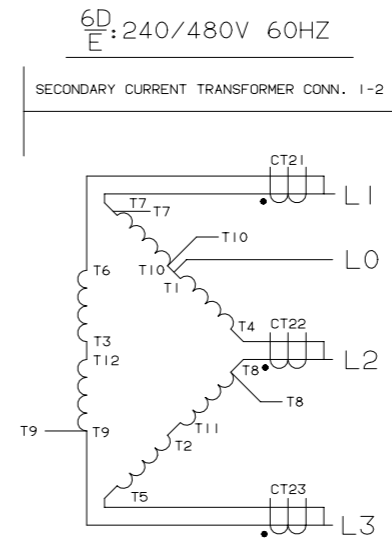 6D/E: 240/480V 60HZ
SECONDARY CURRENT TRANSFORMER CONN. 1-2
CT21
L1
T7 T7
T10
T10
L0
T6
T1
T3
T4
CT22
T12
L2
T8
T8
T9 T9
T11
T2
T5
CT23
L3